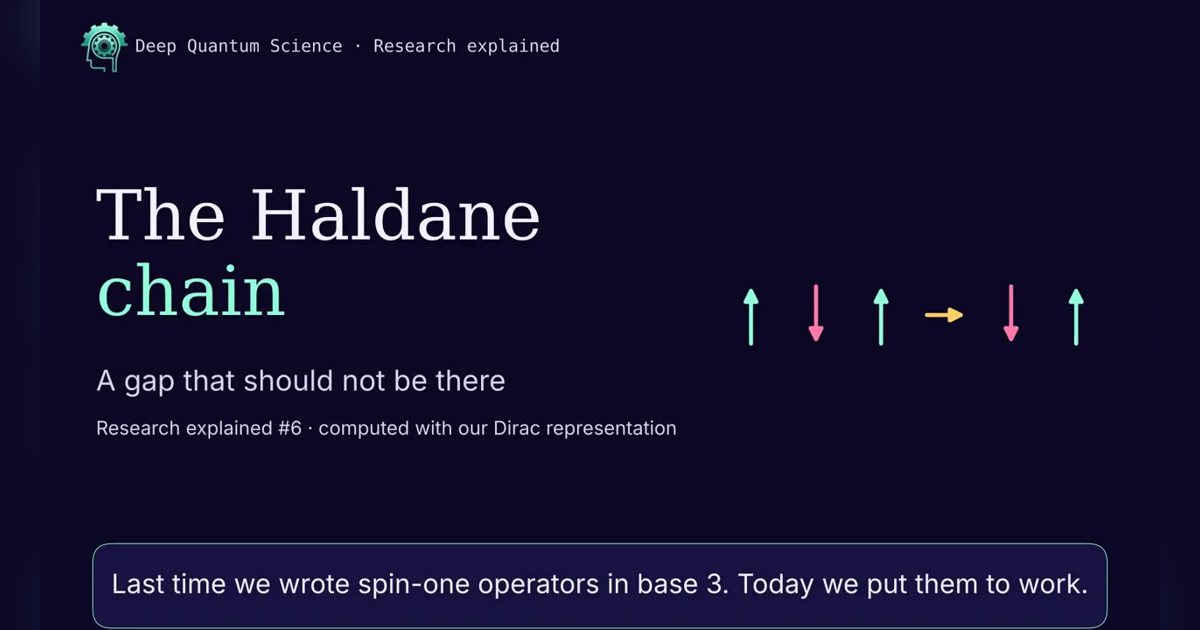 Deep Quantum Science · Research explained
The Haldane
chain
A gap that should not be there
Research explained #6 · computed with our Dirac representation
Last time we wrote spin-one operators in base 3. Today we put them to work.